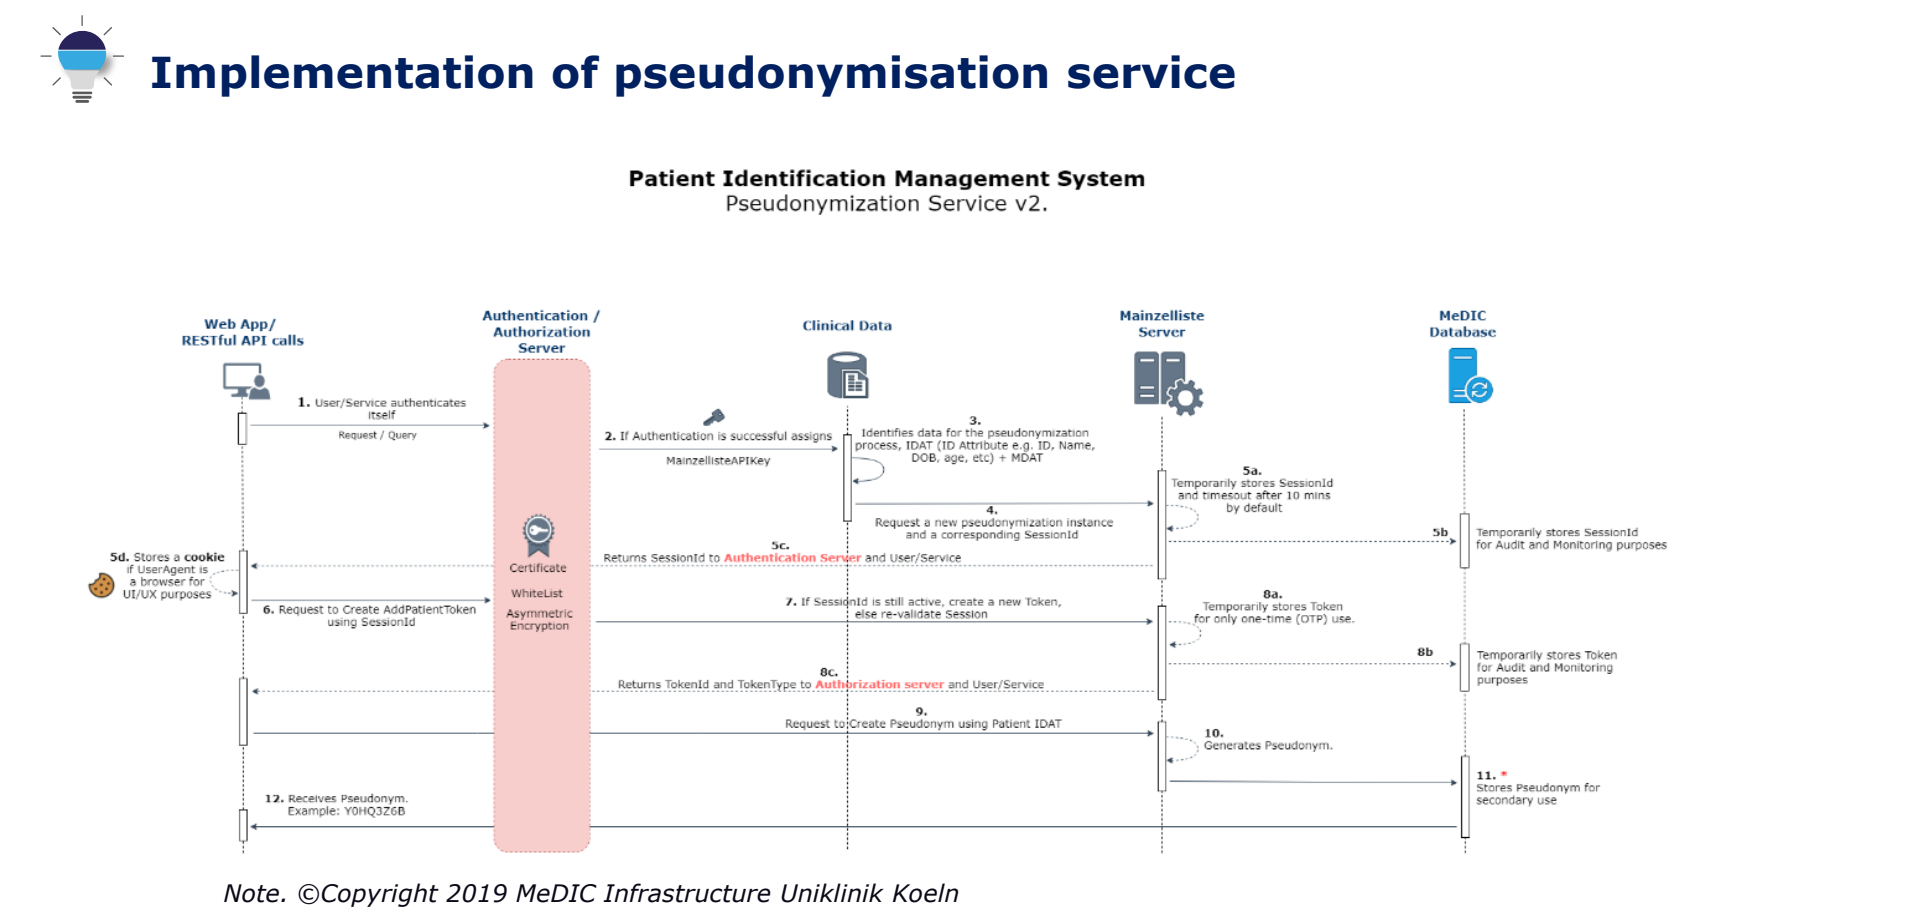 Implementation of pseudonymisation service
Patient Identification Management System
Pseudonymization Service v2.
Web App/
RESTful API calls
Authentication /
Authorization
Server
Clinical Data
Mainzelliste
Server
MeDIC
Database
1. User/Service authenticates
itself
Request / Query
2. If Authentication is successful assigns
MainzellisteAPIKey
3.
Identifies data for the pseudonymization
process, IDAT (ID Attribute e.g. ID, Name,
DOB, age, etc) + MDAT
4.
Request a new pseudonymization instance
and a corresponding SessionId
5a.
Temporarily stores SessionId
and timesout after 10 mins
by default
5b
Temporarily stores SessionId
for Audit and Monitoring purposes
5c.
Returns SessionId to Authentication Server and User/Service
5d. Stores a cookie
if UserAgent is
a browser for
UI/UX purposes
Certificate
WhiteList
Asymmetric
Encryption
6. Request to Create AddPatientToken
using SessionId
7. If SessionId is still active, create a new Token,
else re-validate Session
8a.
Temporarily stores Token
for only one-time (OTP) use.
8b
Temporarily stores Token
for Audit and Monitoring
purposes
8c.
Returns TokenId and TokenType to Authorization server and User/Service
9.
Request to Create Pseudonym using Patient IDAT
10.
Generates Pseudonym.
11. *
Stores Pseudonym for
secondary use
12. Receives Pseudonym.
Example: Y0HQ3Z6B
Note. ©Copyright 2019 MeDIC Infrastructure Uniklinik Koeln